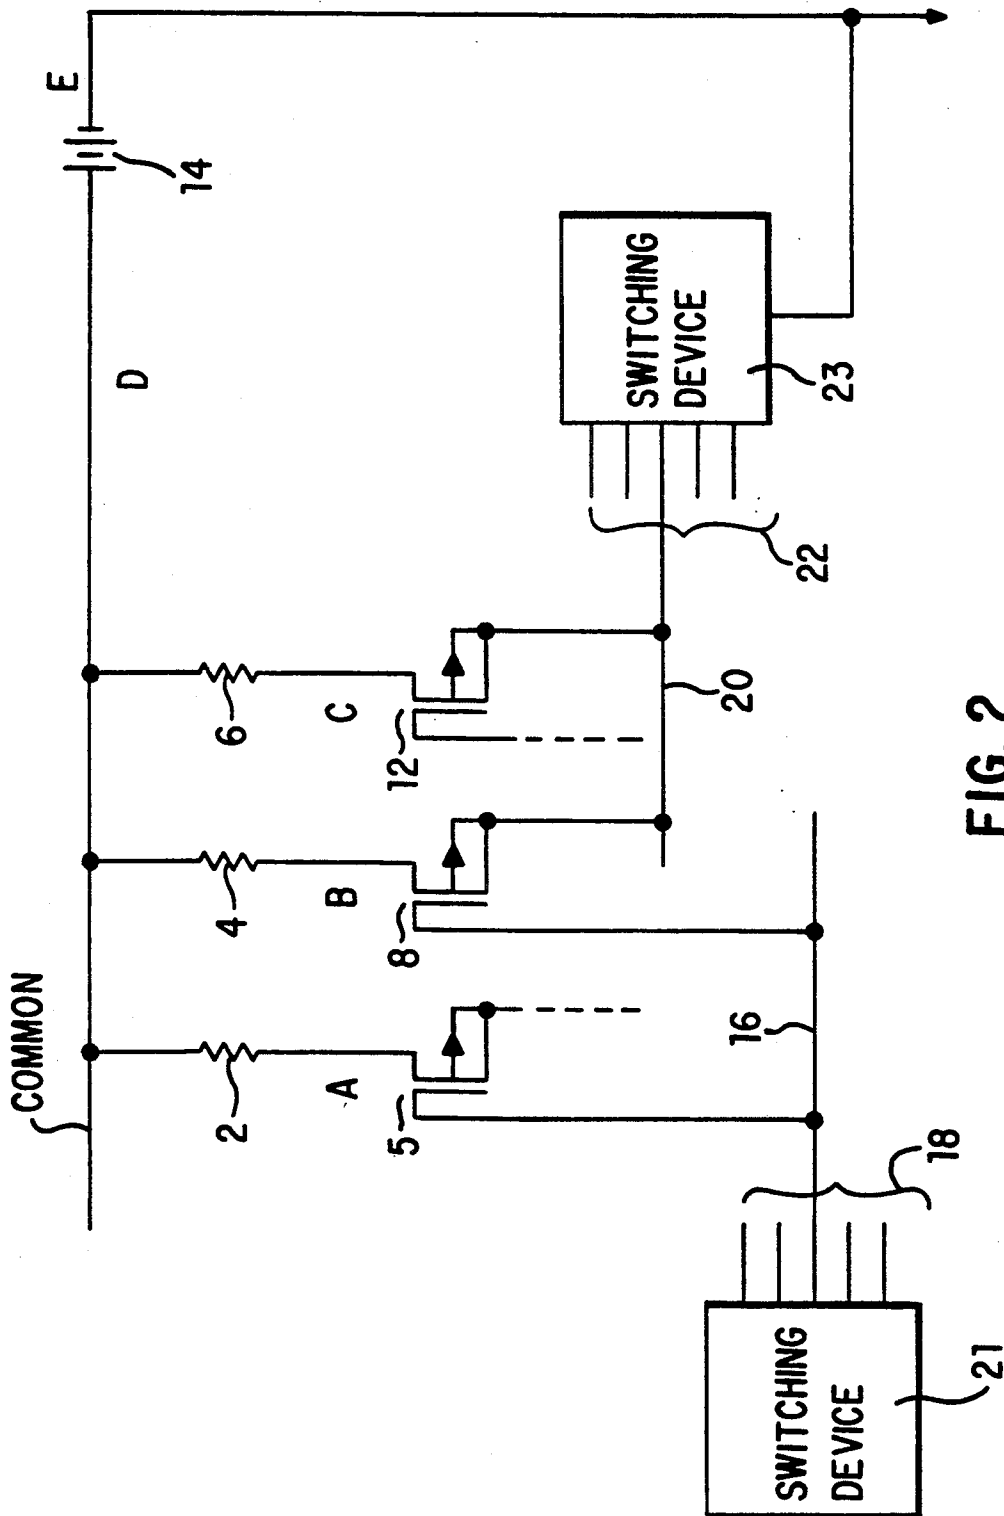 COMMON
D
E
14
2
4
6
A
B
C
5
8
12
SWITCHING
DEVICE
23
22
20
16
18
SWITCHING
DEVICE
21
FIG. 2